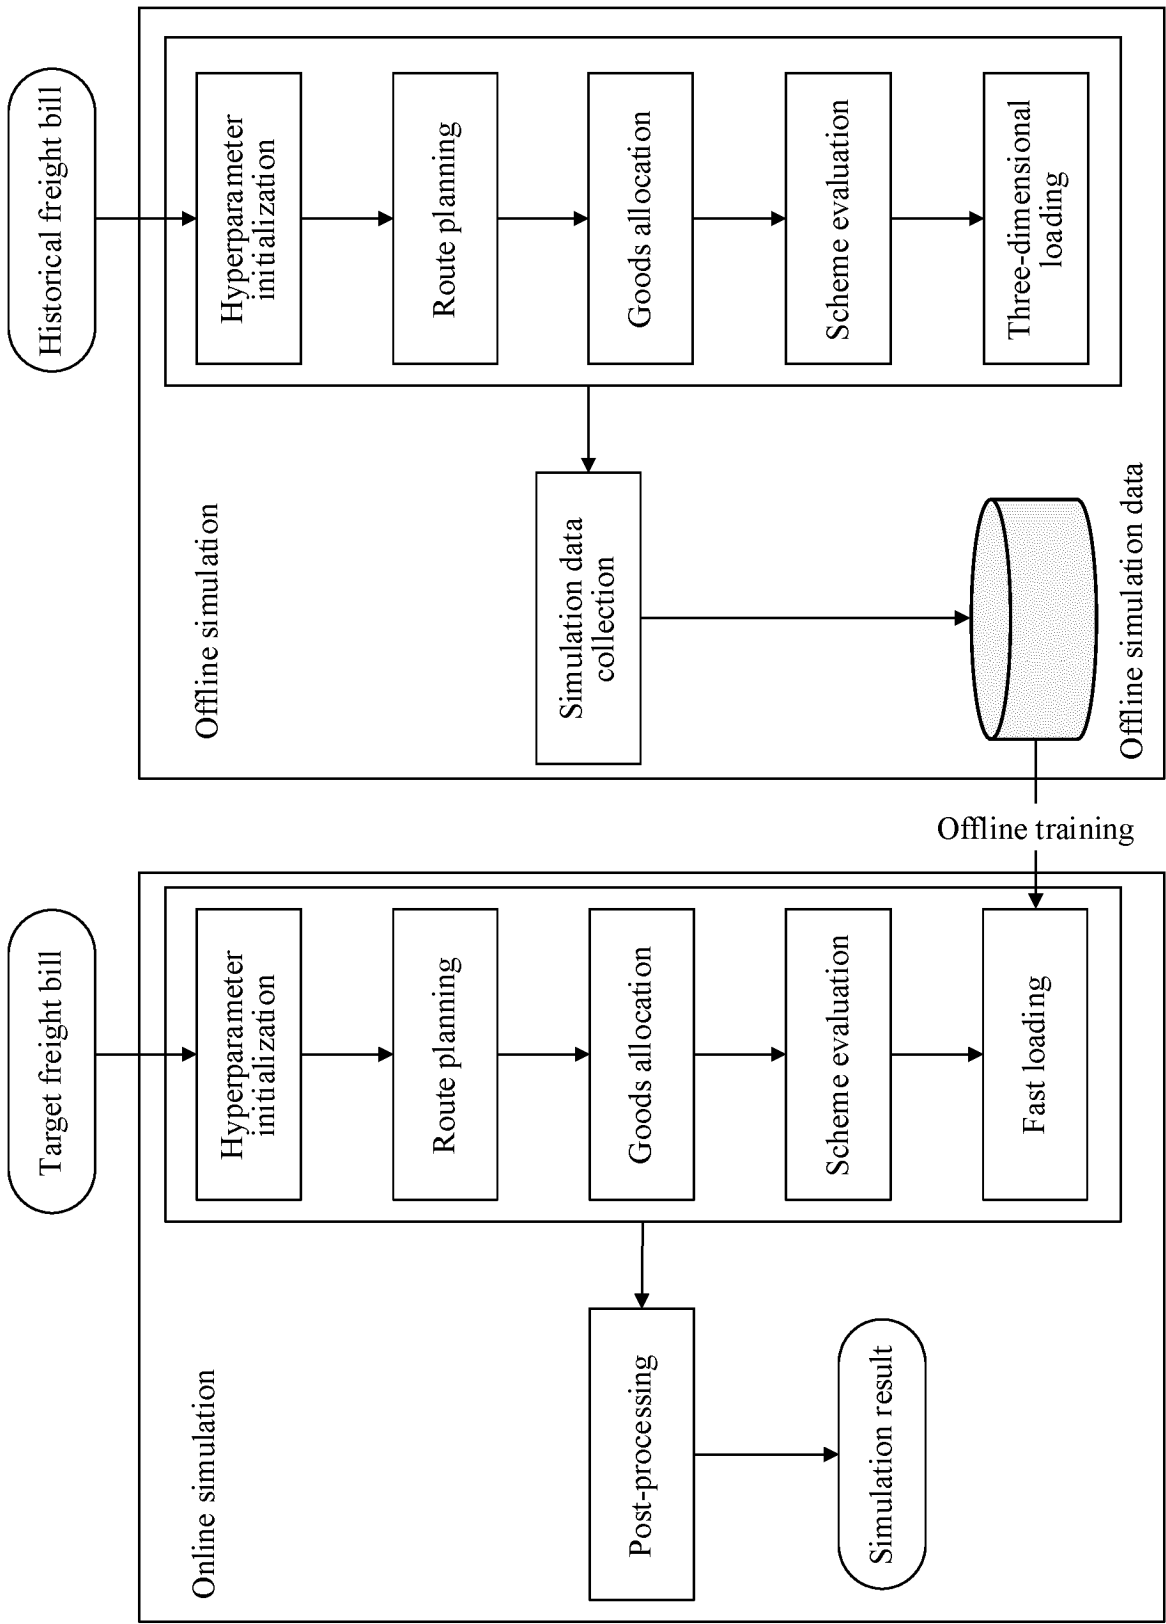 Target freight bill
Hyperparameter
initialization
Route planning
Goods allocation
Scheme evaluation
Fast loading
Online simulation
Post-processing
Simulation result
Offline training
Historical freight bill
Hyperparameter
initialization
Route planning
Goods allocation
Scheme evaluation
Three-dimensional
loading
Offline simulation
Simulation data
collection
Offline simulation data